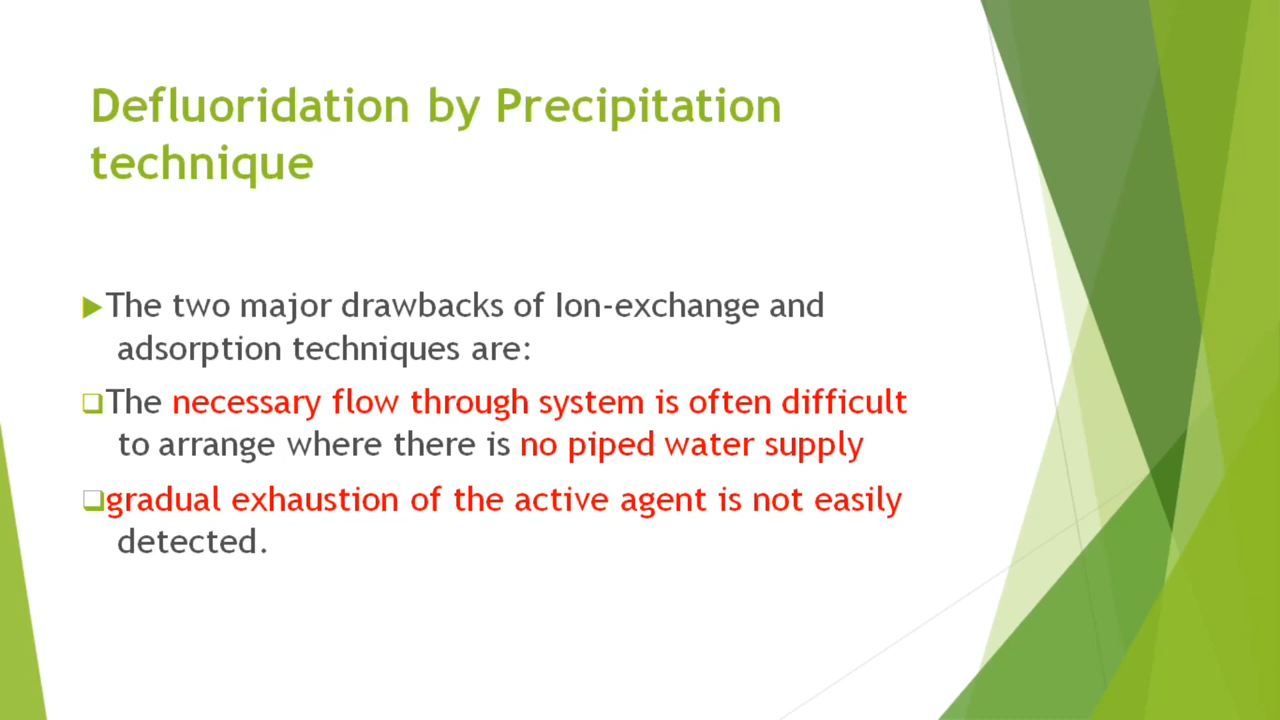 Defluoridation by Precipitation
technique
The two major drawbacks of Ion-exchange and
adsorption techniques are:
The necessary flow through system is often difficult
to arrange where there is no piped water supply
gradual exhaustion of the active agent is not easily
detected.